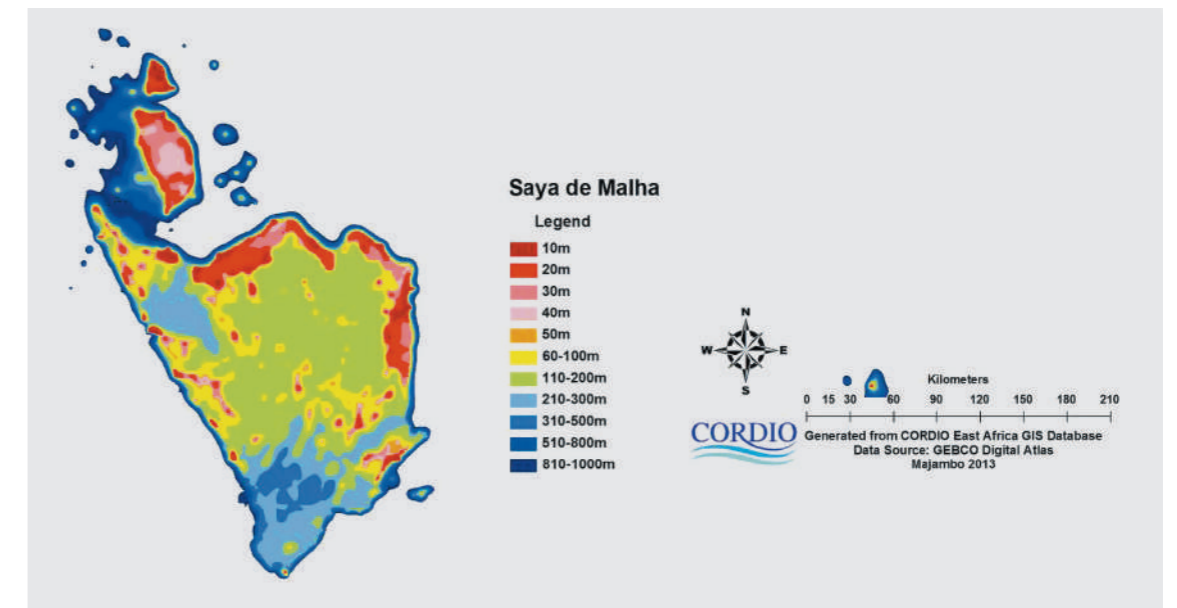 Saya de Malha
Legend
10m
20m
30m
40m
50m
60-100m
110-200m
210-300m
310-500m
510-800m
810-1000m
N
W E
S
CORDIO
Kilometers
0 15 30 60 90 120 150 180 210
Generated from CORDIO East Africa GIS Database
Data Source: GEBCO Digital Atlas
Majambo 2013